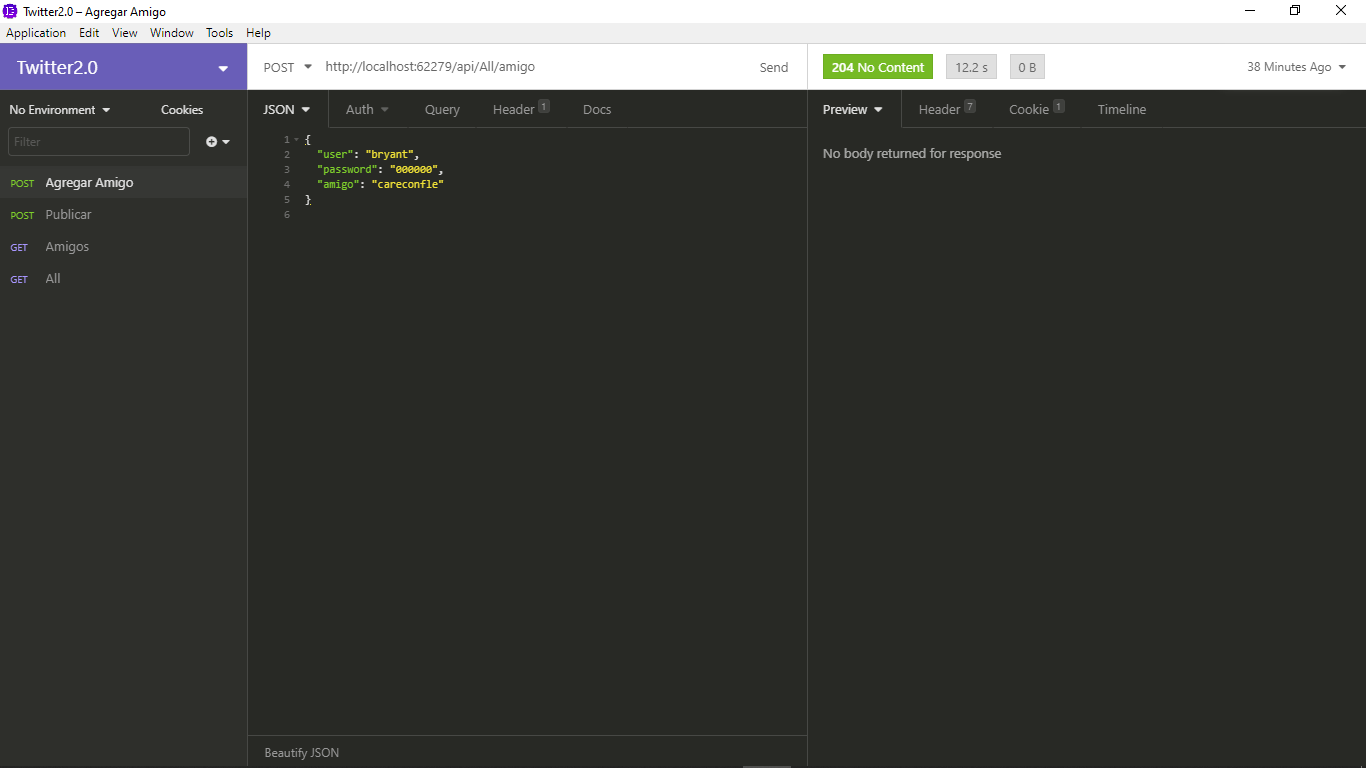 Twitter2.0 – Agregar Amigo
Application Edit View Window Tools Help
Twitter2.0
POST http://localhost:62279/api/All/amigo Send
204 No Content 12.2 s 0 B 38 Minutes Ago
No Environment Cookies
JSON Auth Query Header 1 Docs
Preview Header 7 Cookie 1 Timeline
Filter
POST Agregar Amigo
POST Publicar
GET Amigos
GET All
1 {
2 "user": "bryant",
3 "password": "000000",
4 "amigo": "careconfle"
5 }
6
No body returned for response
Beautify JSON